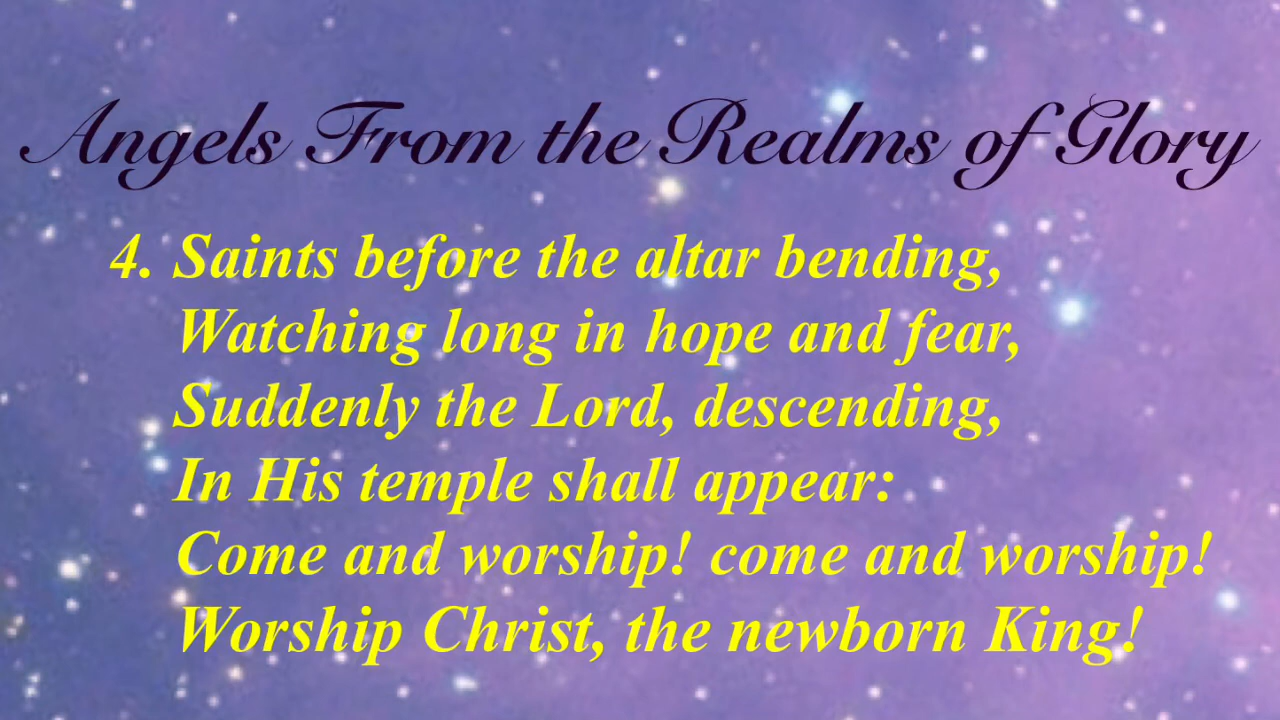 Angels From the Realms of Glory
4. Saints before the altar bending,
Watching long in hope and fear,
Suddenly the Lord, descending,
In His temple shall appear:
Come and worship! come and worship!
Worship Christ, the newborn King!